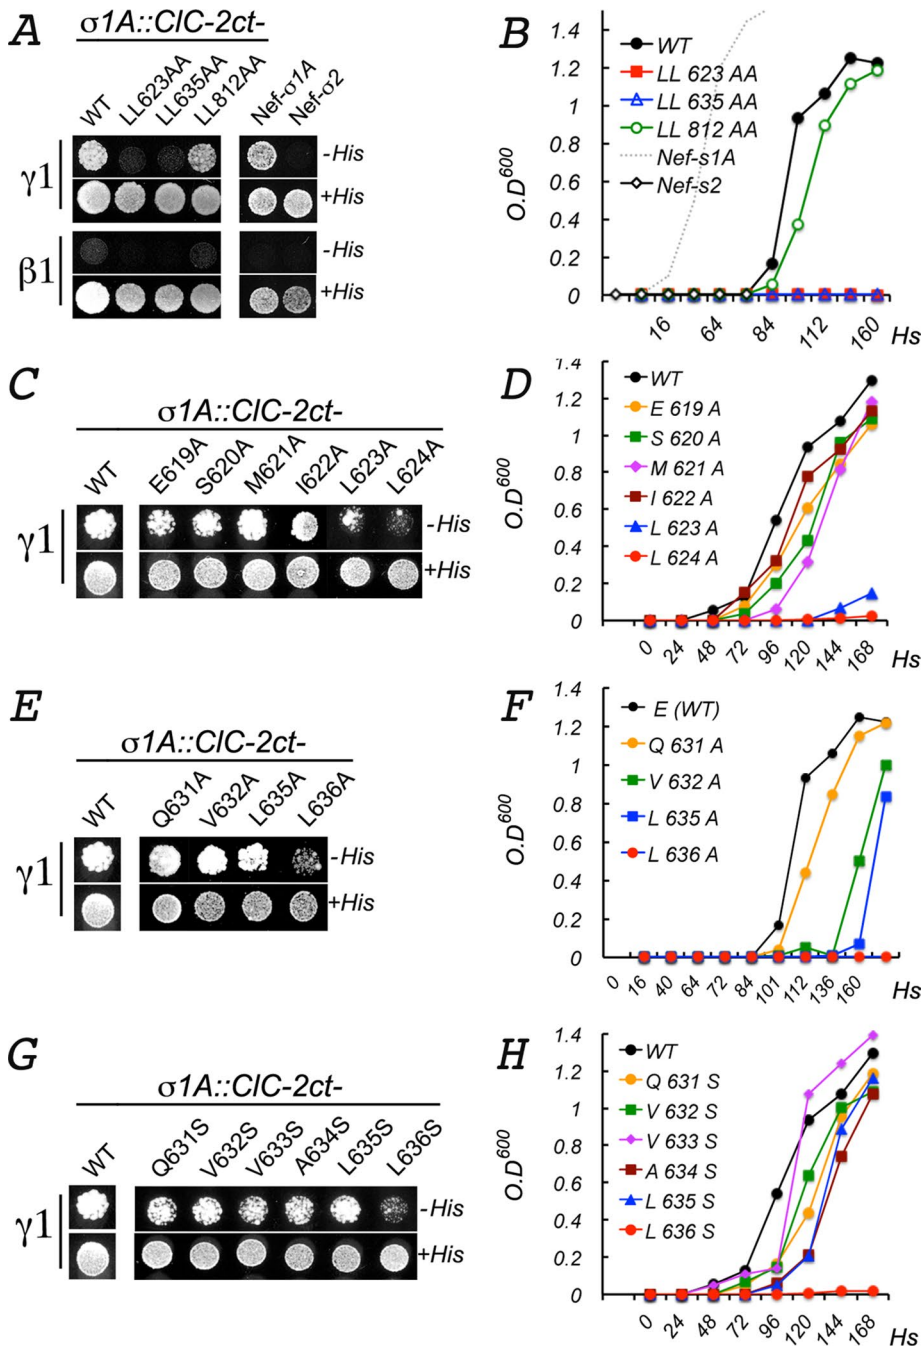 A
σ1A::ClC-2ct-
WT LL623AA LL635AA LL812AA Nef-σ1A Nef-σ2
γ1
-His
+His
β1
-His
+His
B
O.D600
1.4
1.2
1
0.8
0.6
0.4
0.2
0
WT
LL 623 AA
LL 635 AA
LL 812 AA
Nef-s1A
Nef-s2
16 64 84 112 160 Hs
C
σ1A::ClC-2ct-
WT E619A S620A M621A I622A L623A L624A
γ1
-His
+His
D
O.D600
1.4
1.2
1
0.8
0.6
0.4
0.2
0
WT
E 619 A
S 620 A
M 621 A
I 622 A
L 623 A
L 624 A
0 24 48 72 96 120 144 168 Hs
E
σ1A::ClC-2ct-
WT Q631A V632A L635A L636A
γ1
-His
+His
F
O.D600
1.4
1.2
1
0.8
0.6
0.4
0.2
0
E (WT)
Q 631 A
V 632 A
L 635 A
L 636 A
0 16 40 64 72 84 101 112 136 160 Hs
G
σ1A::ClC-2ct-
WT Q631S V632S V633S A634S L635S L636S
γ1
-His
+His
H
O.D600
1.4
1.2
1
0.8
0.6
0.4
0.2
0
WT
Q 631 S
V 632 S
V 633 S
A 634 S
L 635 S
L 636 S
0 24 48 72 96 120 144 168 Hs